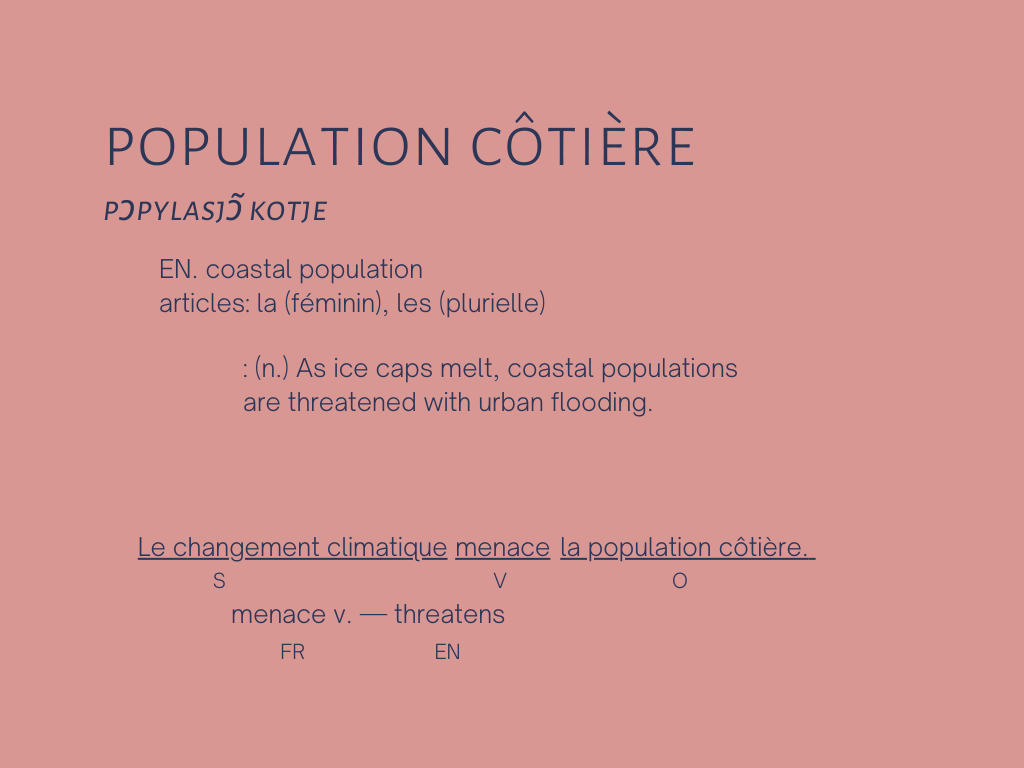 POPULATION CÔTIÈRE
PƆPYLASJƆ̃ KOTJE
EN. coastal population
articles: la (féminin), les (plurielle)
: (n.) As ice caps melt, coastal populations
are threatened with urban flooding.
Le changement climatique menace la population côtière.
S V O
menace v. — threatens
FR EN